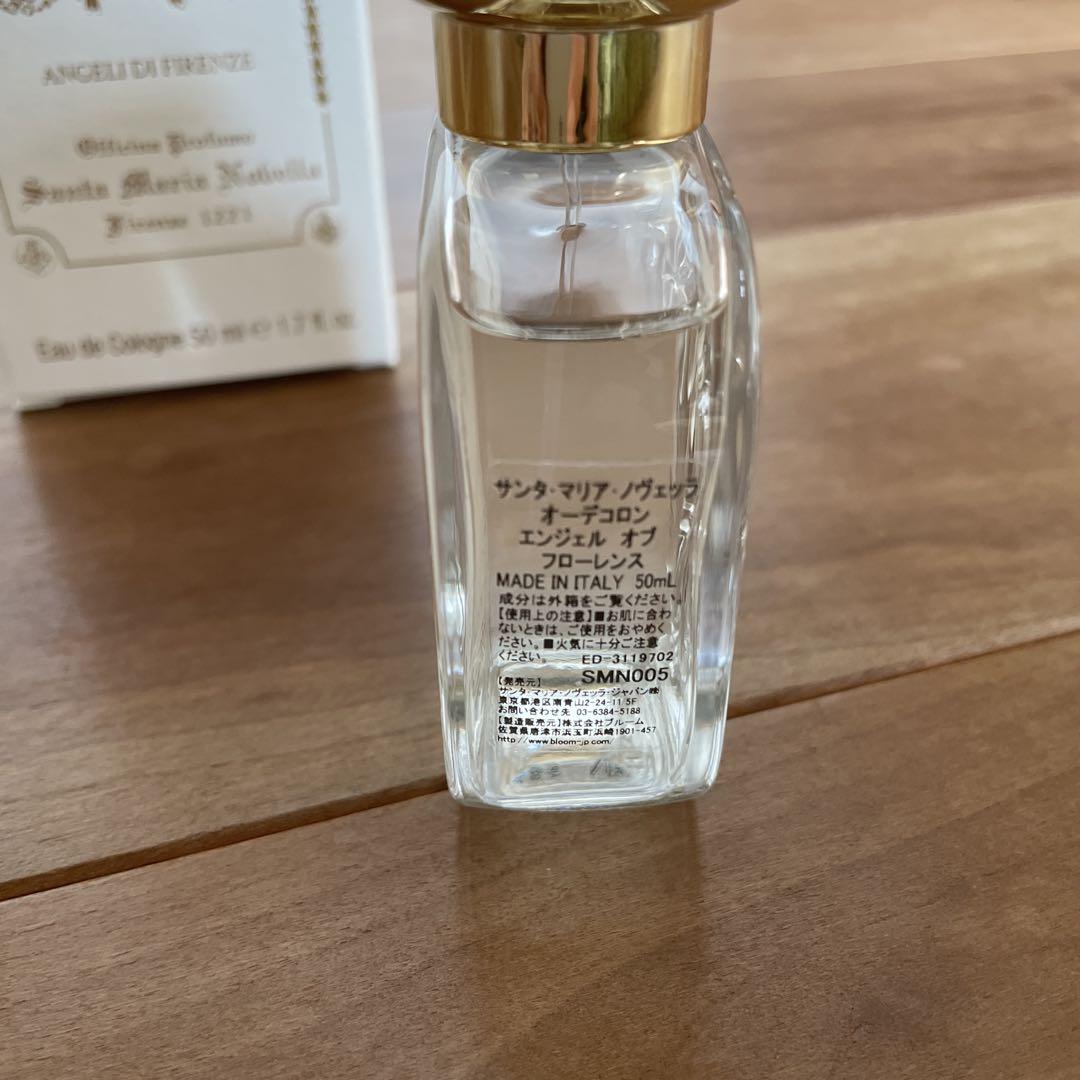 ANGELI DI FIRENZE
Officina Profumo
Santa Maria Novella
Firenze 1221
Eau de Cologne 50 ml ℮ 1.7 fl. oz.
サンタ・マリア・ノヴェッラ
オーデコロン
エンジェル オブ
フローレンス
MADE IN ITALY 50mL
成分は外箱をご覧ください。
【使用上の注意】■お肌に合わ
ないときは、ご使用をおやめく
ださい。■火気に十分ご注意
ください。 ED-3119702
【発売元】 SMN005
サンタ・マリア・ノヴェッラ・ジャパン㈱
東京都港区南青山2-24-11 5F
お問い合わせ先 03-6384-5188
【製造販売元】株式会社ブルーム
佐賀県唐津市浜玉町浜崎1901-457
http://www.bloom-jp.com/